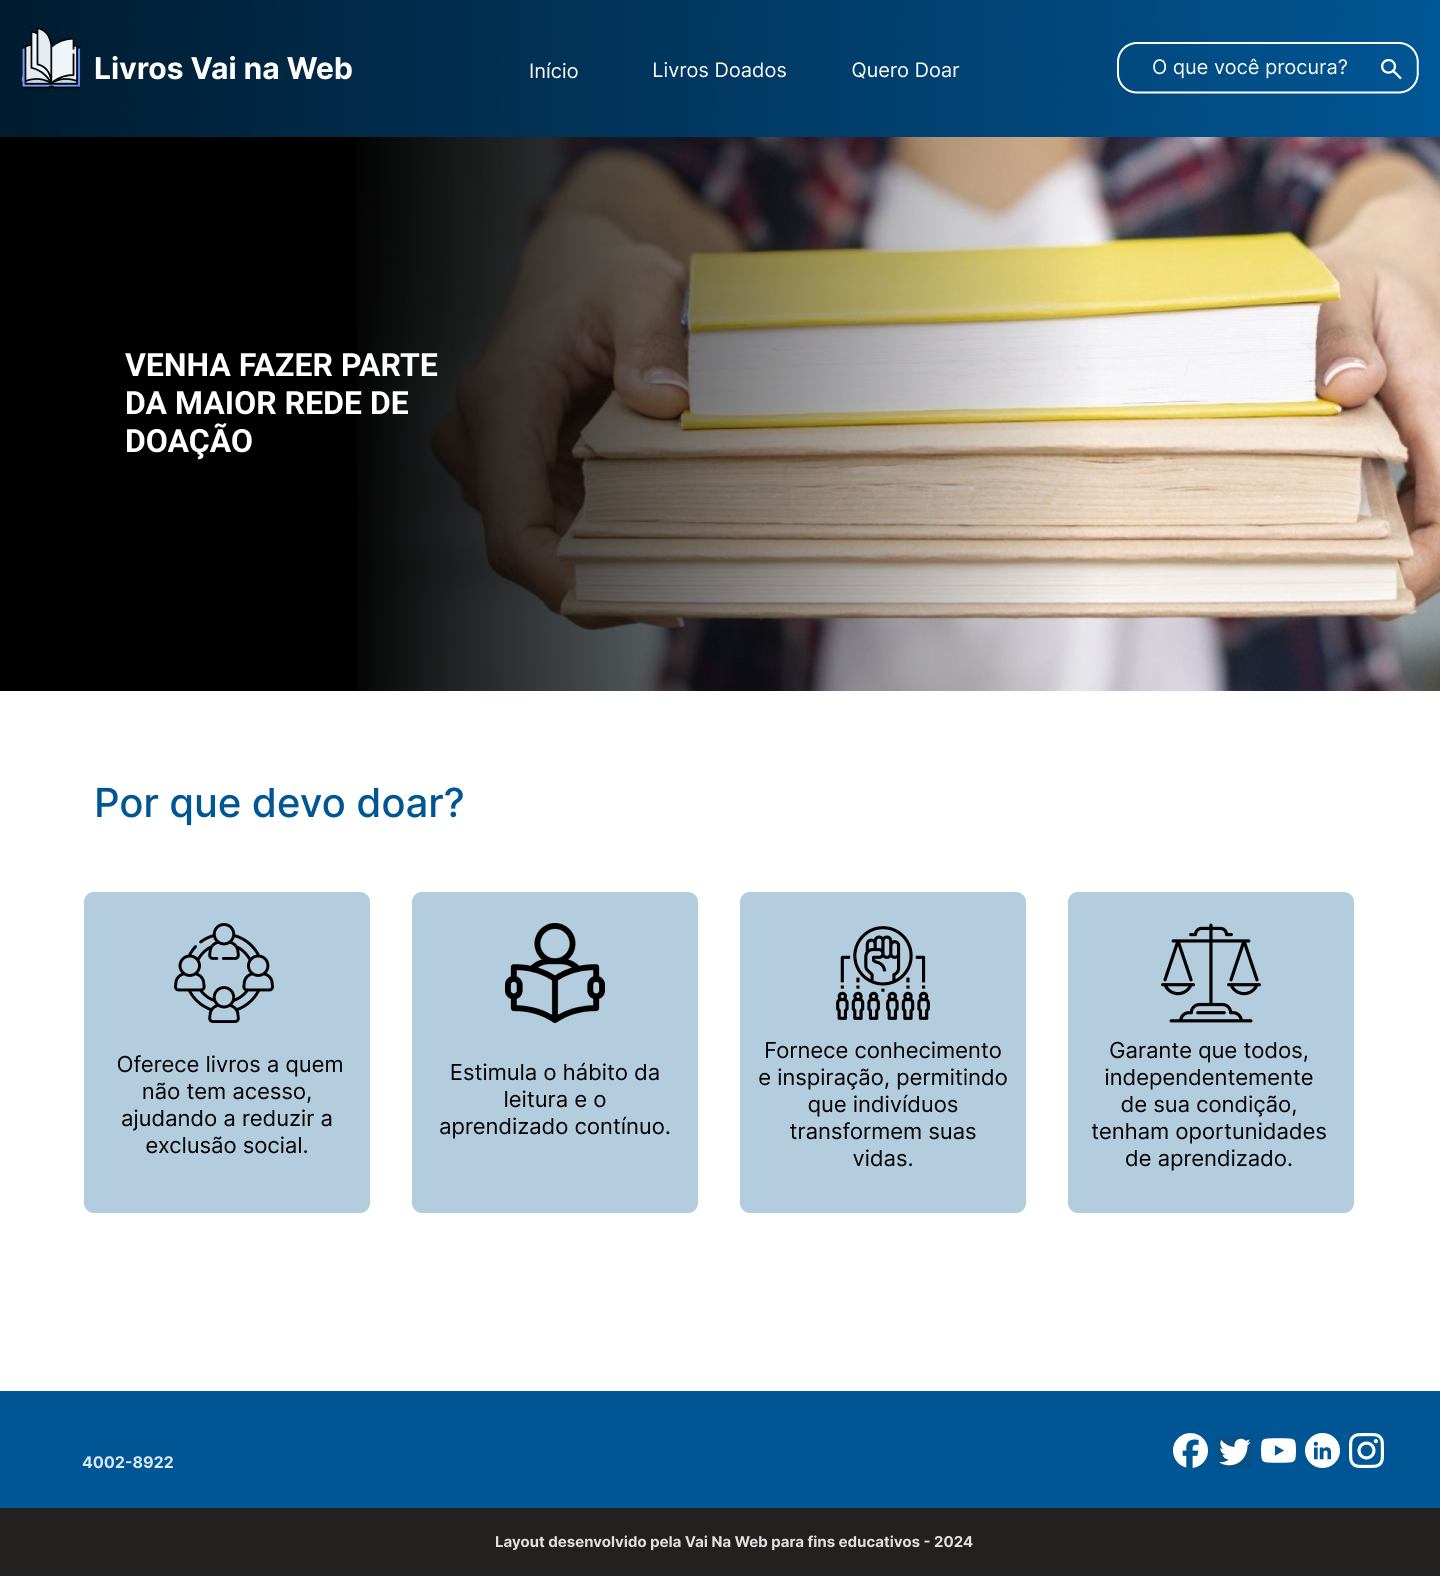 Livros Vai na Web
Início
Livros Doados
Quero Doar
O que você procura?
VENHA FAZER PARTE
DA MAIOR REDE DE
DOAÇÃO
Por que devo doar?
Oferece livros a quem
não tem acesso,
ajudando a reduzir a
exclusão social.
Estimula o hábito da
leitura e o
aprendizado contínuo.
Fornece conhecimento
e inspiração, permitindo
que indivíduos
transformem suas
vidas.
Garante que todos,
independentemente
de sua condição,
tenham oportunidades
de aprendizado.
4002-8922
Layout desenvolvido pela Vai Na Web para fins educativos - 2024